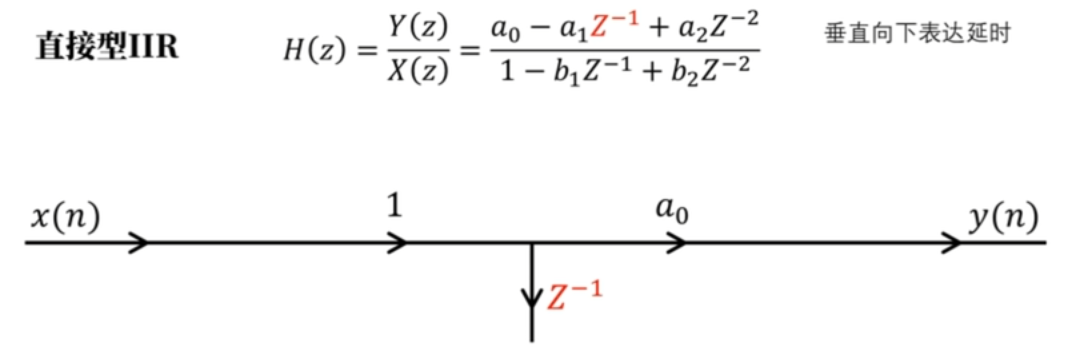 直接型IIR H(z) = Y(z)/X(z) = (a₀ − a₁Z⁻¹ + a₂Z⁻²)/(1 − b₁Z⁻¹ + b₂Z⁻²) 垂直向下表达延时
x(n) 1 a₀ y(n)
Z⁻¹